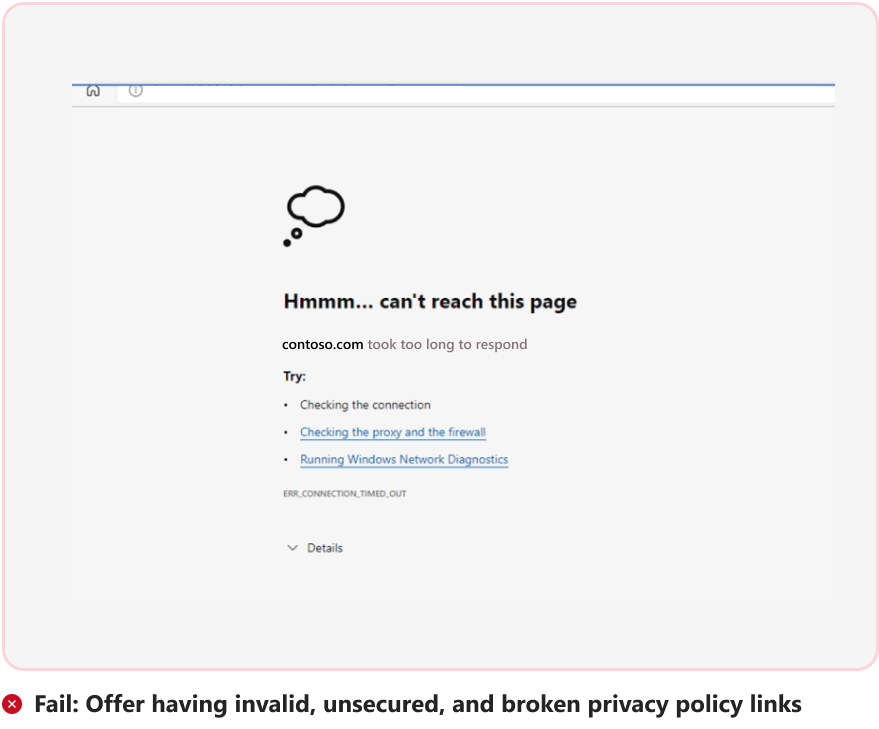 Hmmm... can't reach this page
contoso.com took too long to respond
Try:
• Checking the connection
• Checking the proxy and the firewall
• Running Windows Network Diagnostics
ERR_CONNECTION_TIMED_OUT
Details
Fail: Offer having invalid, unsecured, and broken privacy policy links